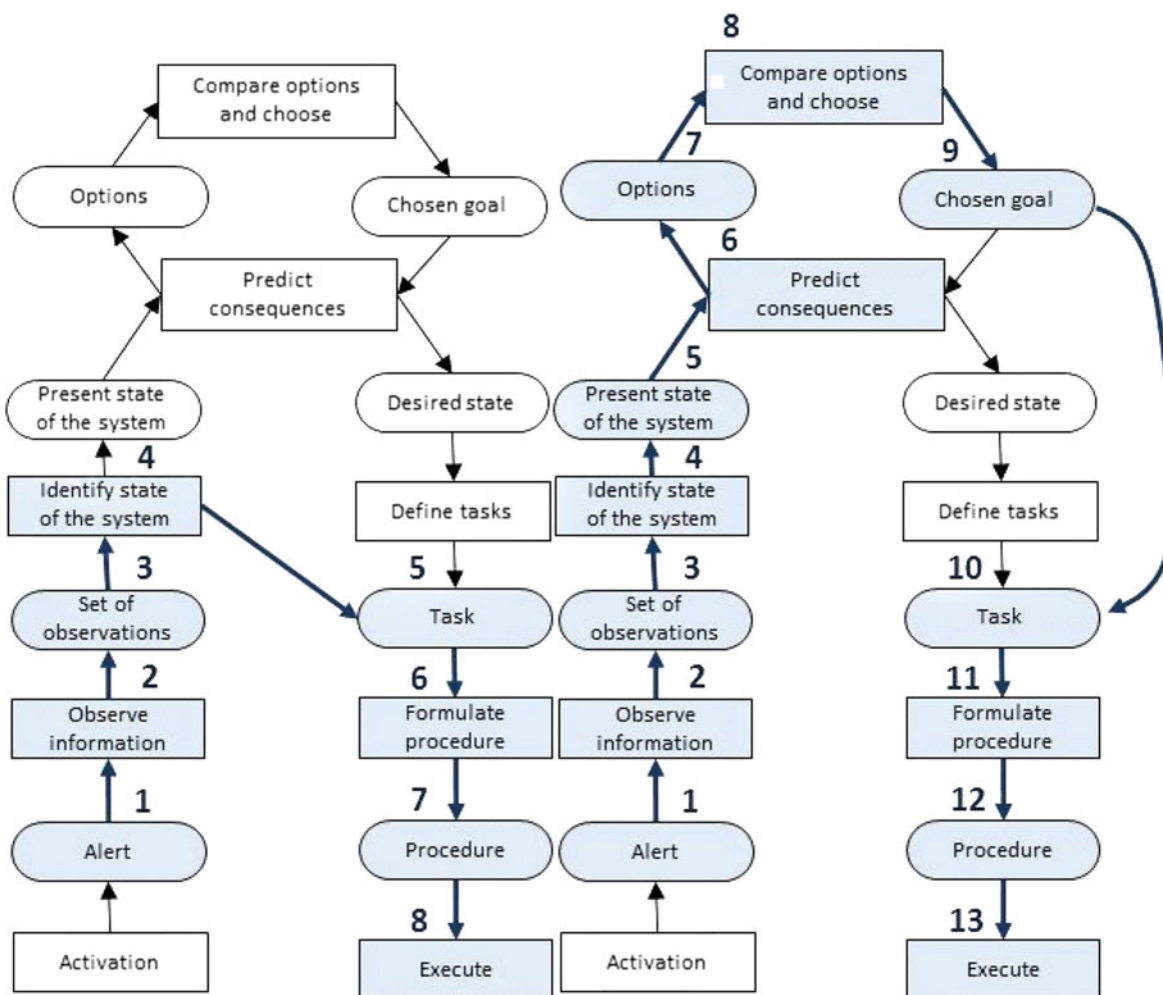 8
Compare options
and choose
Compare options
and choose
7
9
Options
Chosen goal
Options
Chosen goal
6
Predict
consequences
Predict
consequences
5
Present state
of the system
Desired state
Present state
of the system
Desired state
4
4
Identify state
of the system
Define tasks
Identify state
of the system
Define tasks
3
5
3
10
Set of
observations
Task
Set of
observations
Task
2
6
2
11
Observe
information
Formulate
procedure
Observe
information
Formulate
procedure
1
7
1
12
Alert
Procedure
Alert
Procedure
8
13
Activation
Execute
Activation
Execute